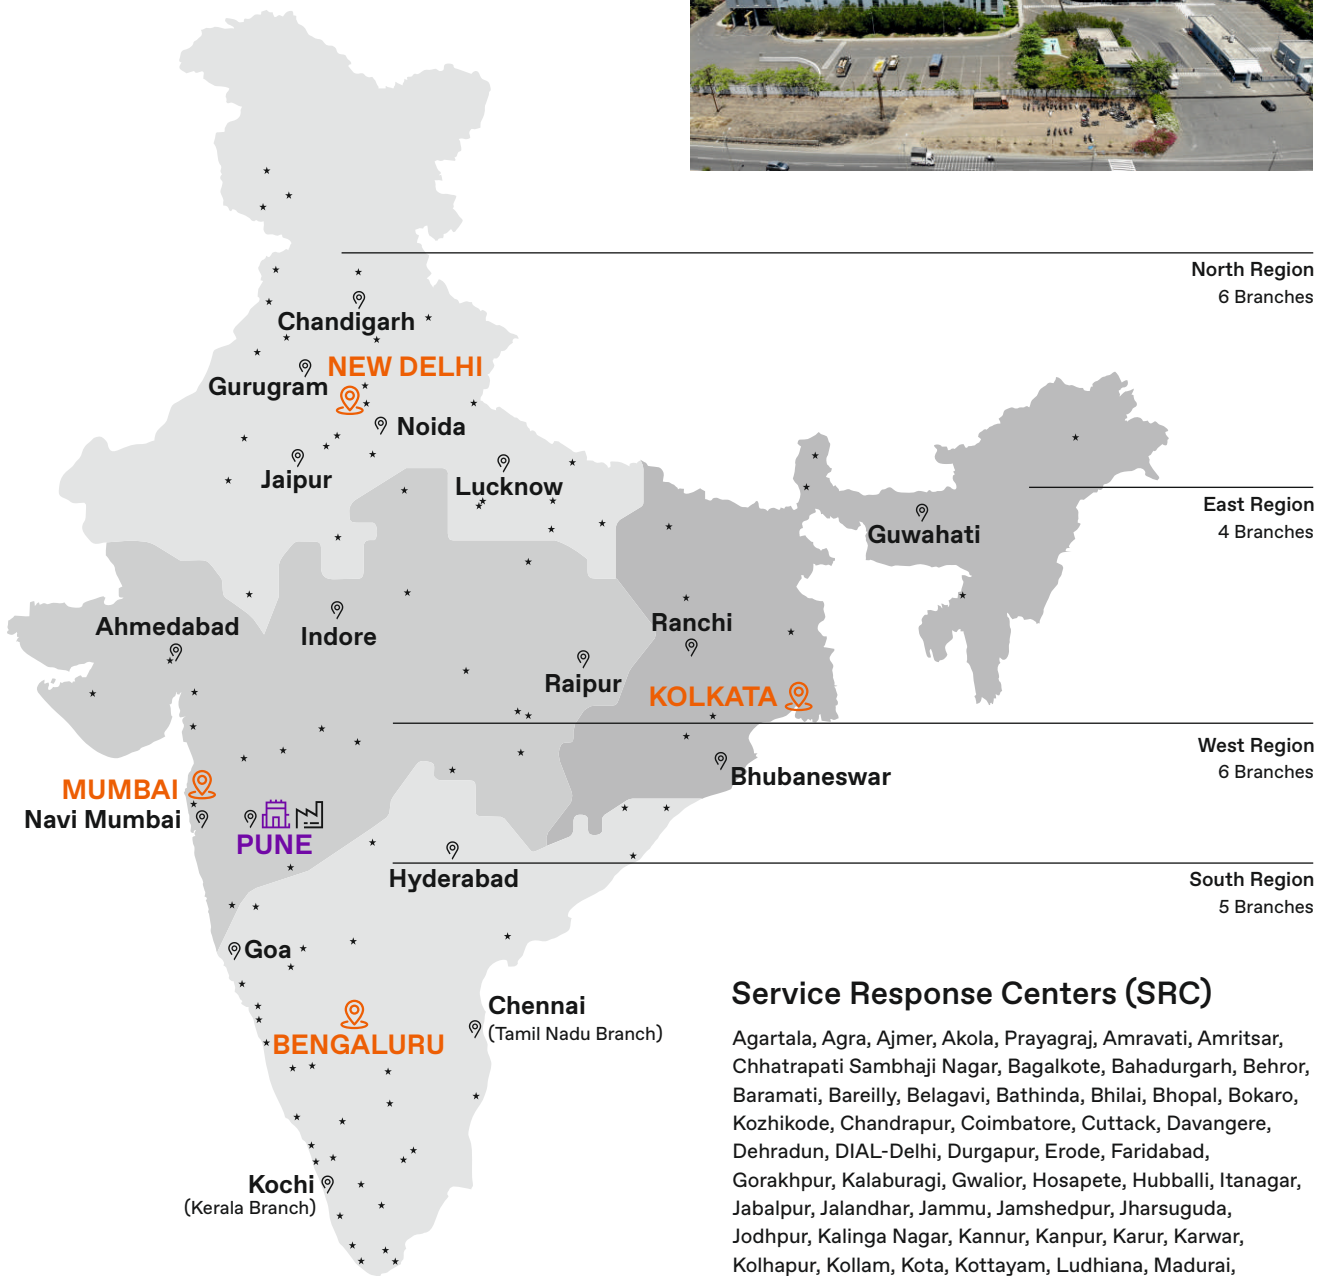 North Region
6 Branches
Chandigarh
NEW DELHI
Gurugram
Noida
Jaipur
Lucknow
East Region
4 Branches
Guwahati
Ahmedabad
Indore
Ranchi
Raipur
KOLKATA
West Region
6 Branches
Bhubaneswar
MUMBAI
Navi Mumbai
PUNE
Hyderabad
South Region
5 Branches
Goa
Chennai
(Tamil Nadu Branch)
BENGALURU
Kochi
(Kerala Branch)
Service Response Centers (SRC)
Agartala, Agra, Ajmer, Akola, Prayagraj, Amravati, Amritsar,
Chhatrapati Sambhaji Nagar, Bagalkote, Bahadurgarh, Behror,
Baramati, Bareilly, Belagavi, Bathinda, Bhilai, Bhopal, Bokaro,
Kozhikode, Chandrapur, Coimbatore, Cuttack, Davangere,
Dehradun, DIAL-Delhi, Durgapur, Erode, Faridabad,
Gorakhpur, Kalaburagi, Gwalior, Hosapete, Hubballi, Itanagar,
Jabalpur, Jalandhar, Jammu, Jamshedpur, Jharsuguda,
Jodhpur, Kalinga Nagar, Kannur, Kanpur, Karur, Karwar,
Kolhapur, Kollam, Kota, Kottayam, Ludhiana, Madurai,